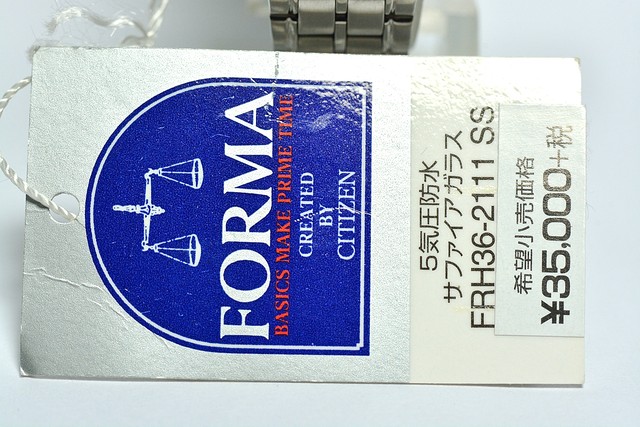 FORMA
BASICS MAKE PRIME TIME
CREATED
BY
CITIZEN
5気圧防水
サファイアガラス
FRH36-2111 SS
希望小売価格
¥35,000+税